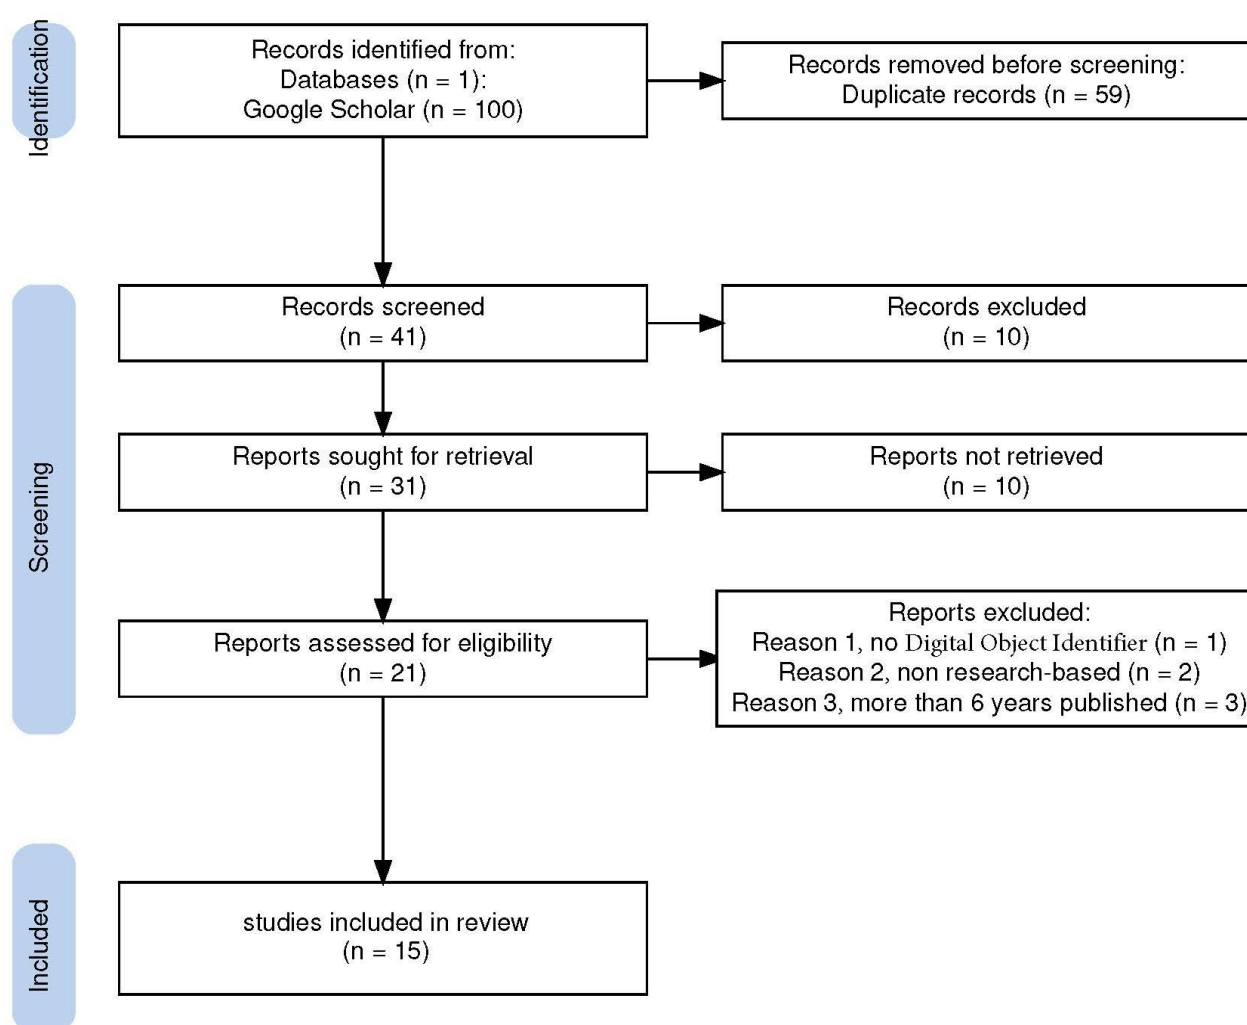 Identification
Records identified from:
Databases (n = 1):
Google Scholar (n = 100)
Records removed before screening:
Duplicate records (n = 59)
Screening
Records screened
(n = 41)
Records excluded
(n = 10)
Reports sought for retrieval
(n = 31)
Reports not retrieved
(n = 10)
Reports assessed for eligibility
(n = 21)
Reports excluded:
Reason 1, no Digital Object Identifier (n = 1)
Reason 2, non research-based (n = 2)
Reason 3, more than 6 years published (n = 3)
Included
studies included in review
(n = 15)